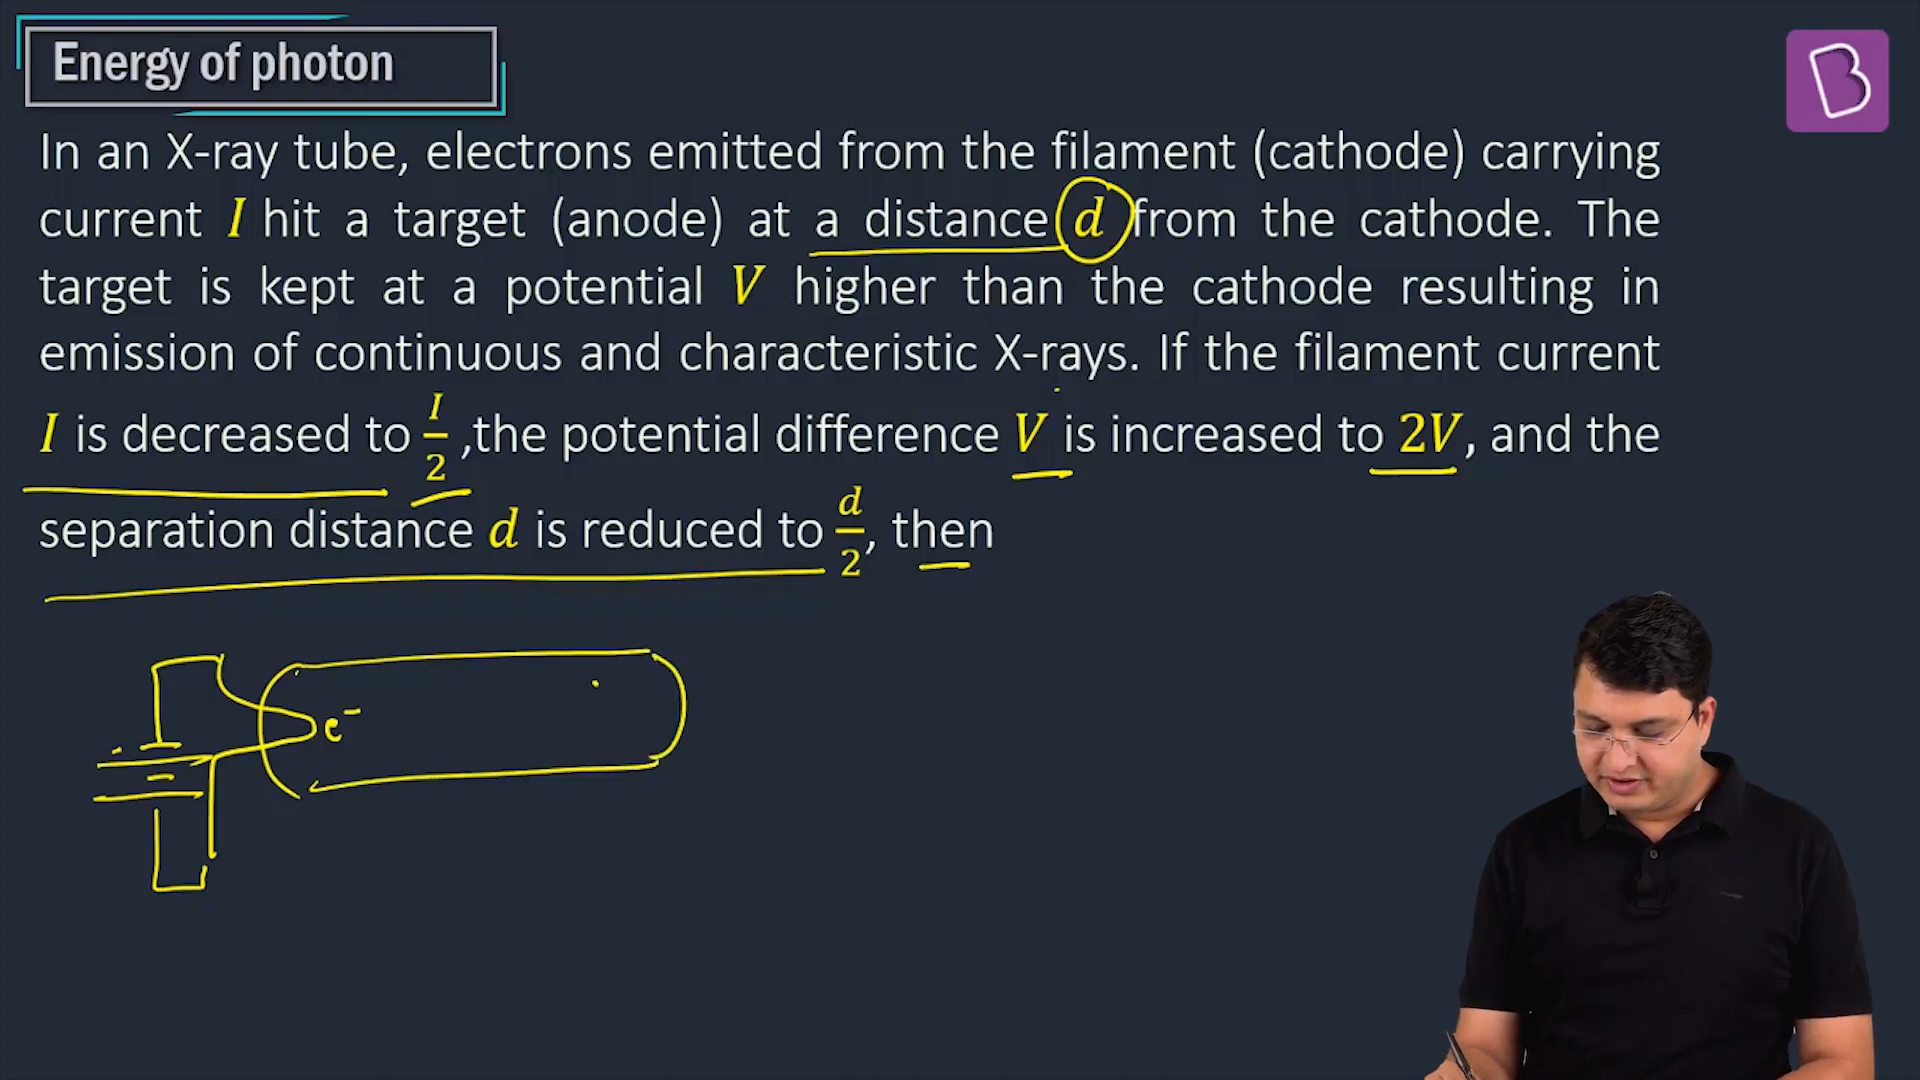 Energy of photon
In an X-ray tube, electrons emitted from the filament (cathode) carrying
current I hit a target (anode) at a distance d from the cathode. The
target is kept at a potential V higher than the cathode resulting in
emission of continuous and characteristic X-rays. If the filament current
I is decreased to I/2 ,the potential difference V is increased to 2V, and the
separation distance d is reduced to d/2, then
e⁻